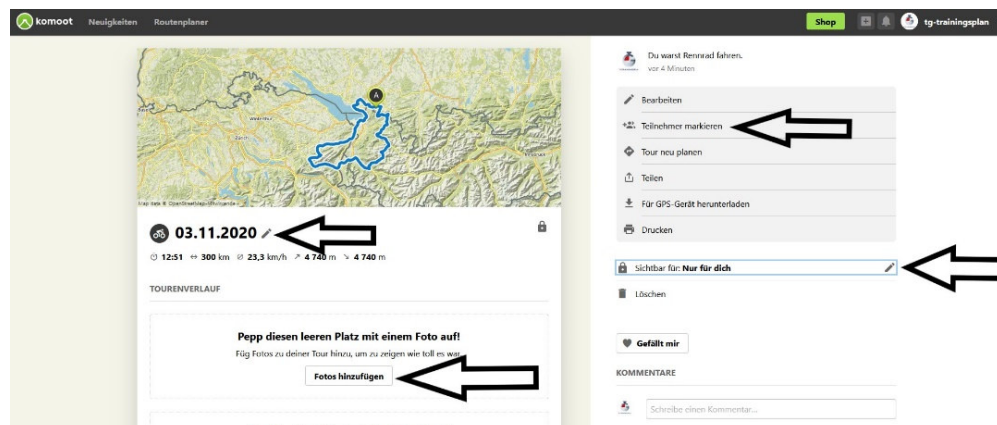 komoot Neuigkeiten Routenplaner Shop tg-trainingsplan
A
Map data © OpenStreetMap
03.11.2020
12:51 300 km Ø 23,3 km/h 4 740 m 4 740 m
TOURENVERLAUF
Pepp diesen leeren Platz mit einem Foto auf!
Füg Fotos zu deiner Tour hinzu, um zu zeigen wie toll es war.
Fotos hinzufügen
Du warst Rennrad fahren.
vor 4 Minuten
Bearbeiten
Teilnehmer markieren
Tour neu planen
Teilen
Für GPS-Gerät herunterladen
Drucken
Sichtbar für: Nur für dich
Löschen
Gefällt mir
KOMMENTARE
Schreibe einen Kommentar...